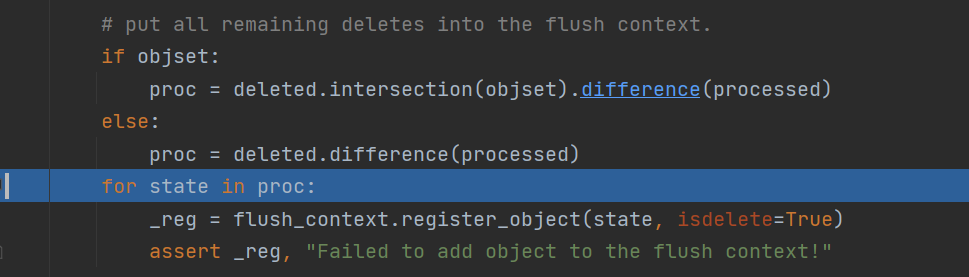 # put all remaining deletes into the flush context.
if objset:
    proc = deleted.intersection(objset).difference(processed)
else:
    proc = deleted.difference(processed)
for state in proc:
    _reg = flush_context.register_object(state, isdelete=True)
    assert _reg, "Failed to add object to the flush context!"